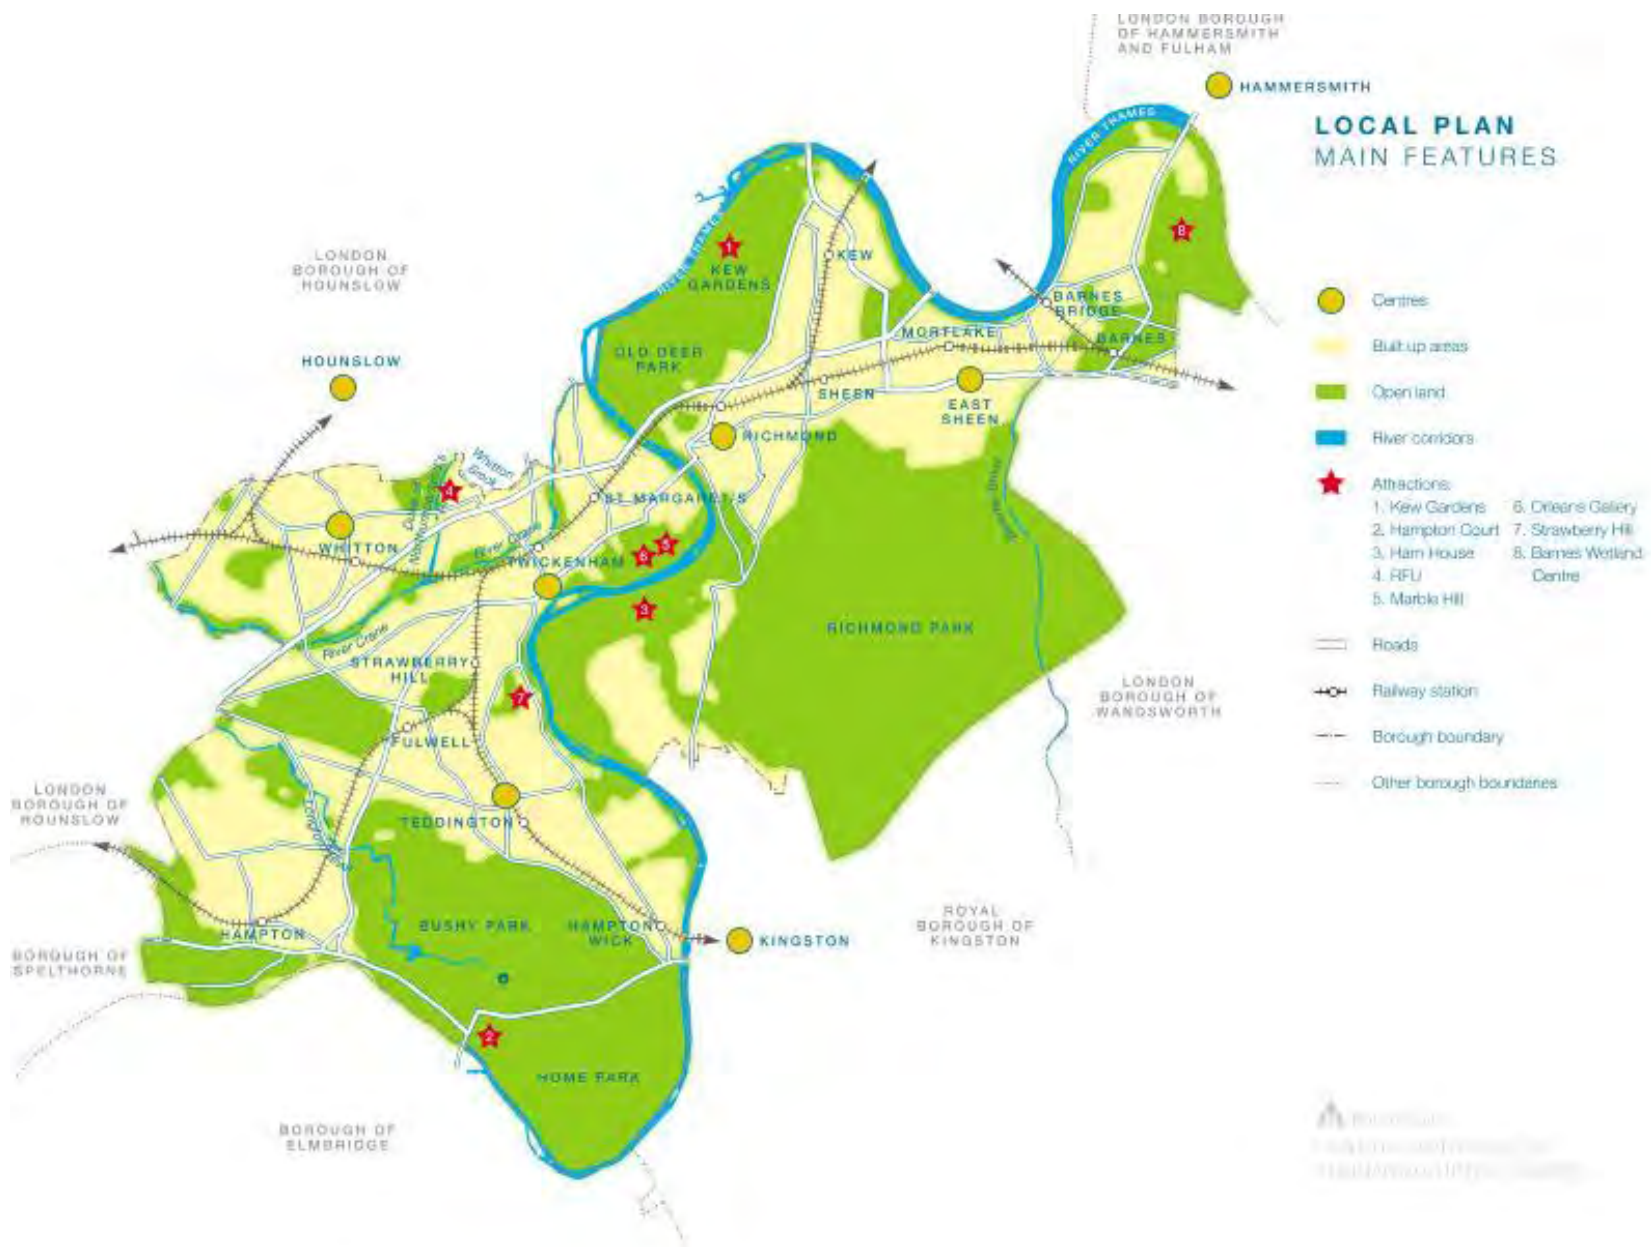 LONDON BOROUGH
OF HAMMERSMITH
AND FULHAM
HAMMERSMITH
LOCAL PLAN
MAIN FEATURES
RIVER THAMES
8
LONDON
BOROUGH OF
HOUNSLOW
RIVER THAMES
1
KEW
GARDENS
KEW
BARNES
BRIDGE
MORTLAKE
BARNES
OLD DEER
PARK
HOUNSLOW
SHEEN
EAST
SHEEN
RICHMOND
Whitton
Brook
4
ST MARGARET'S
WHITTON
River Crane
TWICKENHAM
6
5
3
RICHMOND PARK
River Crane
STRAWBERRY
HILL
7
FULWELL
LONDON
BOROUGH OF
WANDSWORTH
LONDON
BOROUGH OF
HOUNSLOW
TEDDINGTON
HAMPTON
BUSHY PARK
HAMPTON
WICK
KINGSTON
ROYAL
BOROUGH OF
KINGSTON
BOROUGH OF
SPELTHORNE
2
HOME PARK
BOROUGH OF
ELMBRIDGE
Centres
Built up areas
Open land
River corridors
Attractions:
1. Kew Gardens 6. Orleans Gallery
2. Hampton Court 7. Strawberry Hill
3. Ham House 8. Barnes Wetland
4. RFU Centre
5. Marble Hill
Roads
Railway station
Borough boundary
Other borough boundaries